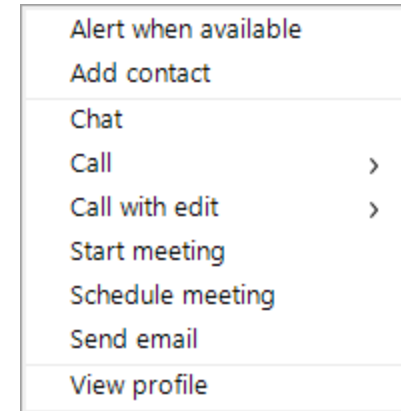 Alert when available
Add contact
Chat
Call
Call with edit
Start meeting
Schedule meeting
Send email
View profile